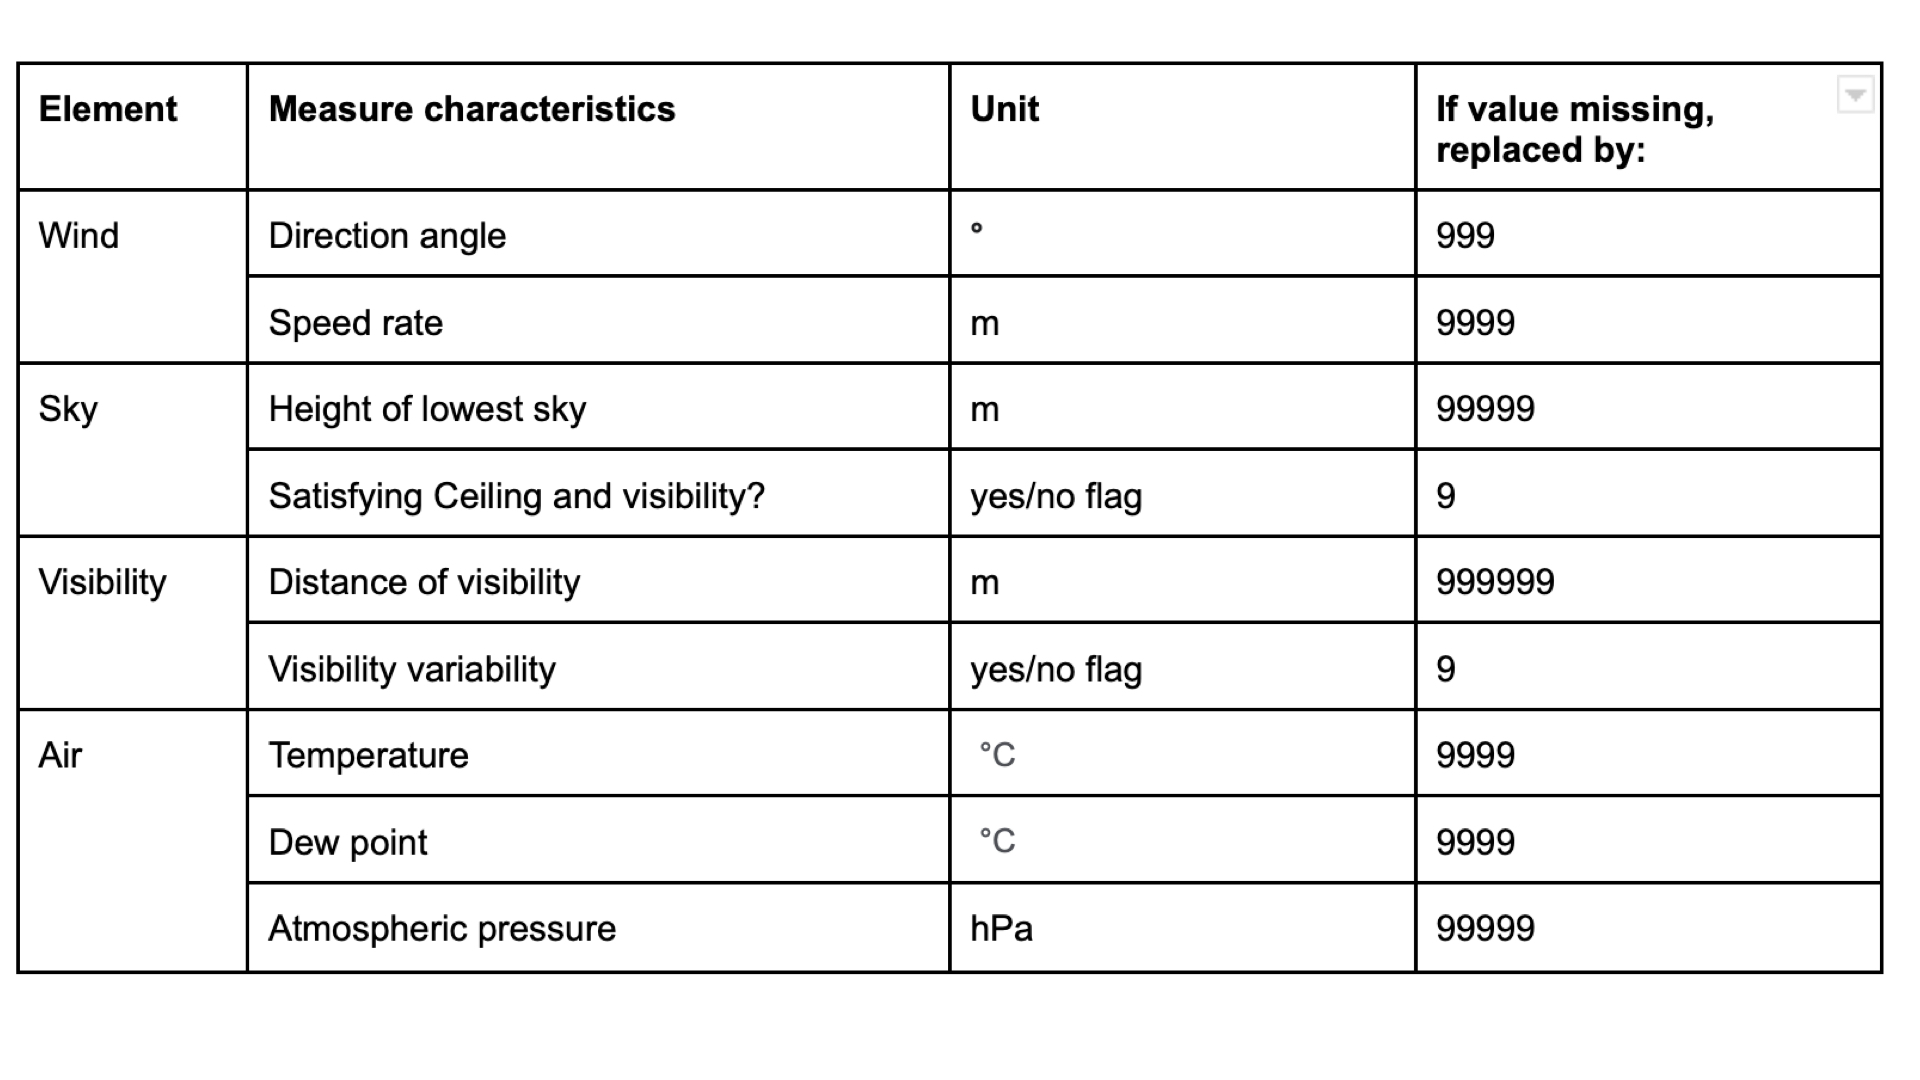 Element Measure characteristics Unit If value missing,
replaced by:
Wind Direction angle ° 999
Speed rate m 9999
Sky Height of lowest sky m 99999
Satisfying Ceiling and visibility? yes/no flag 9
Visibility Distance of visibility m 999999
Visibility variability yes/no flag 9
Air Temperature °C 9999
Dew point °C 9999
Atmospheric pressure hPa 99999